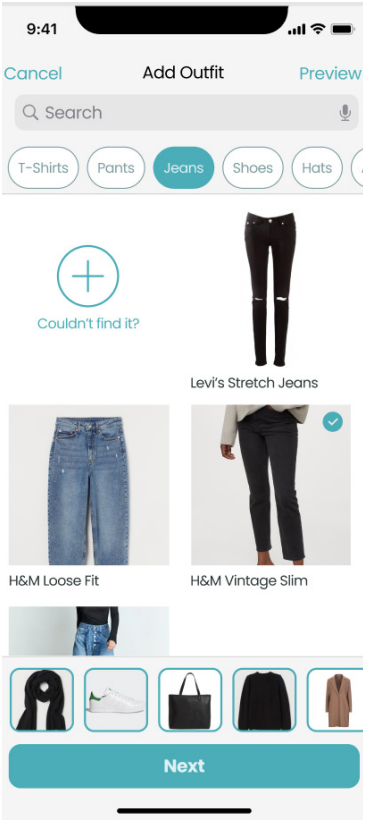 9:41
Cancel
Add Outfit
Preview
Search
T-Shirts
Pants
Jeans
Shoes
Hats
Couldn't find it?
Levi's Stretch Jeans
H&M Loose Fit
H&M Vintage Slim
Next